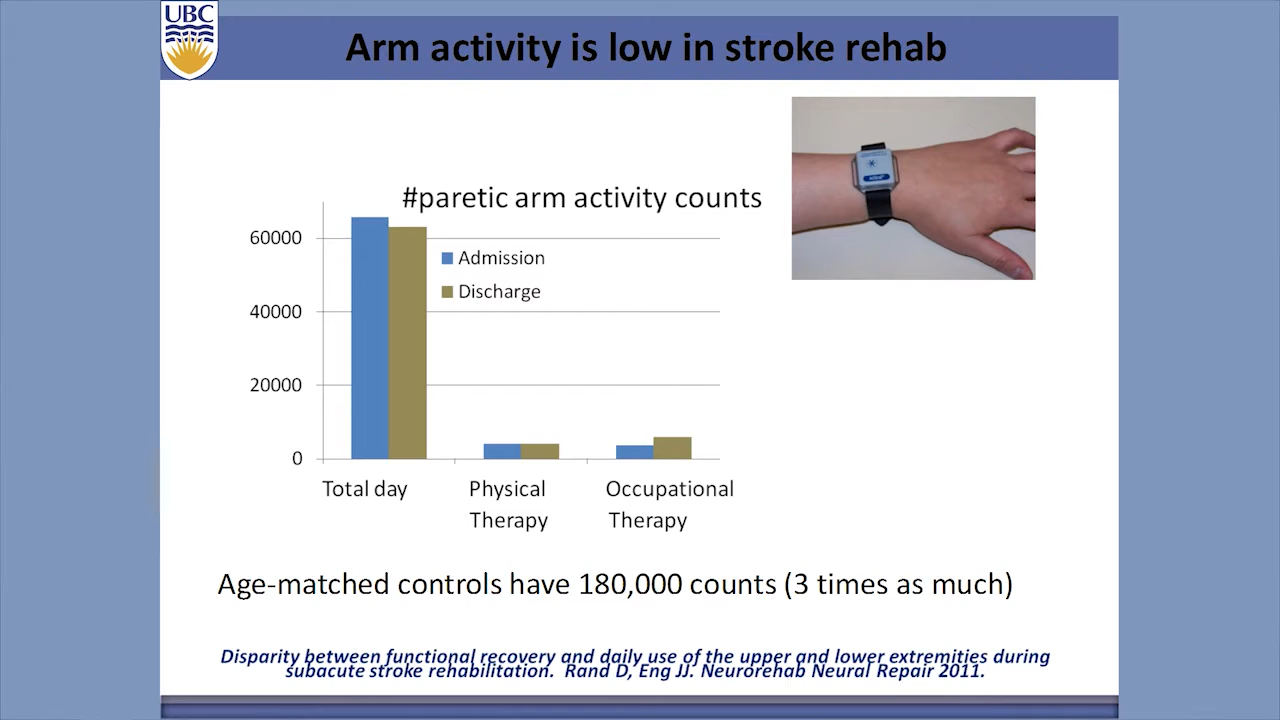 UBC
Arm activity is low in stroke rehab
#paretic arm activity counts
60000
40000
20000
0
Admission
Discharge
Total day
Physical
Therapy
Occupational
Therapy
Age-matched controls have 180,000 counts (3 times as much)
Disparity between functional recovery and daily use of the upper and lower extremities during
subacute stroke rehabilitation. Rand D, Eng JJ. Neurorehab Neural Repair 2011.